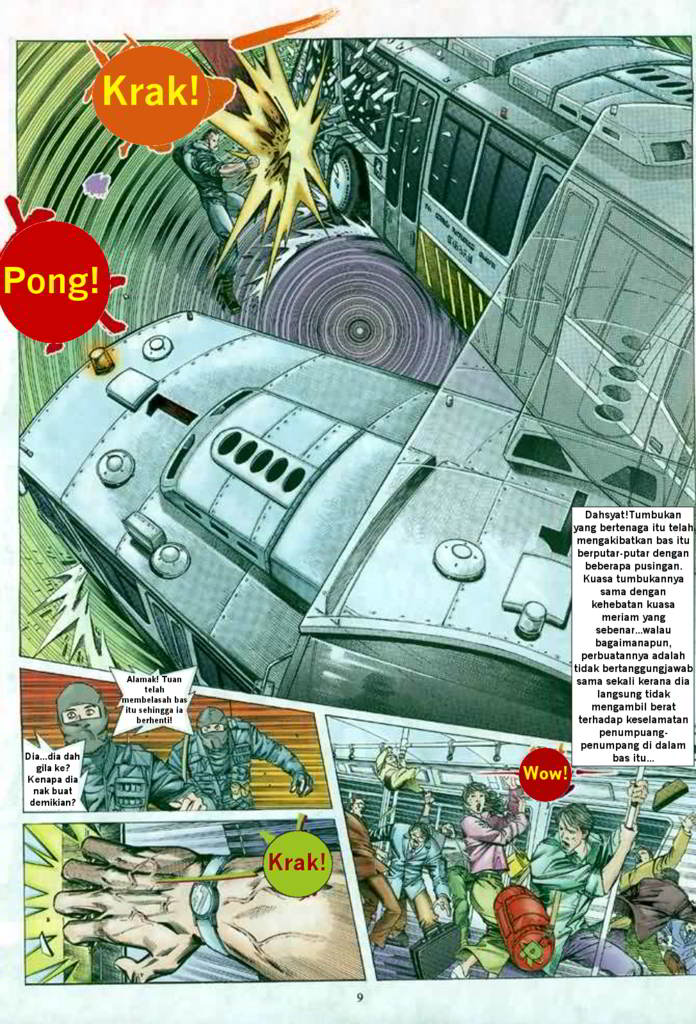 Krak!
Pong!
Dahsyat!Tumbukan
yang bertenaga itu telah
mengakibatkan bas itu
berputar-putar dengan
beberapa pusingan.
Kuasa tumbukannya
sama dengan
kehebatan kuasa
meriam yang
sebenar...walau
bagaimanapun,
perbuatannya adalah
tidak bertanggungjawab
sama sekali kerana dia
langsung tidak
mengambil berat
terhadap keselamatan
penumpuang-
penumpang di dalam
bas itu...
Alamak! Tuan
telah
membelasah bas
itu sehingga ia
berhenti!
Dia...dia dah
gila ke?
Kenapa dia
nak buat
demikian?
Wow!
Krak!
9